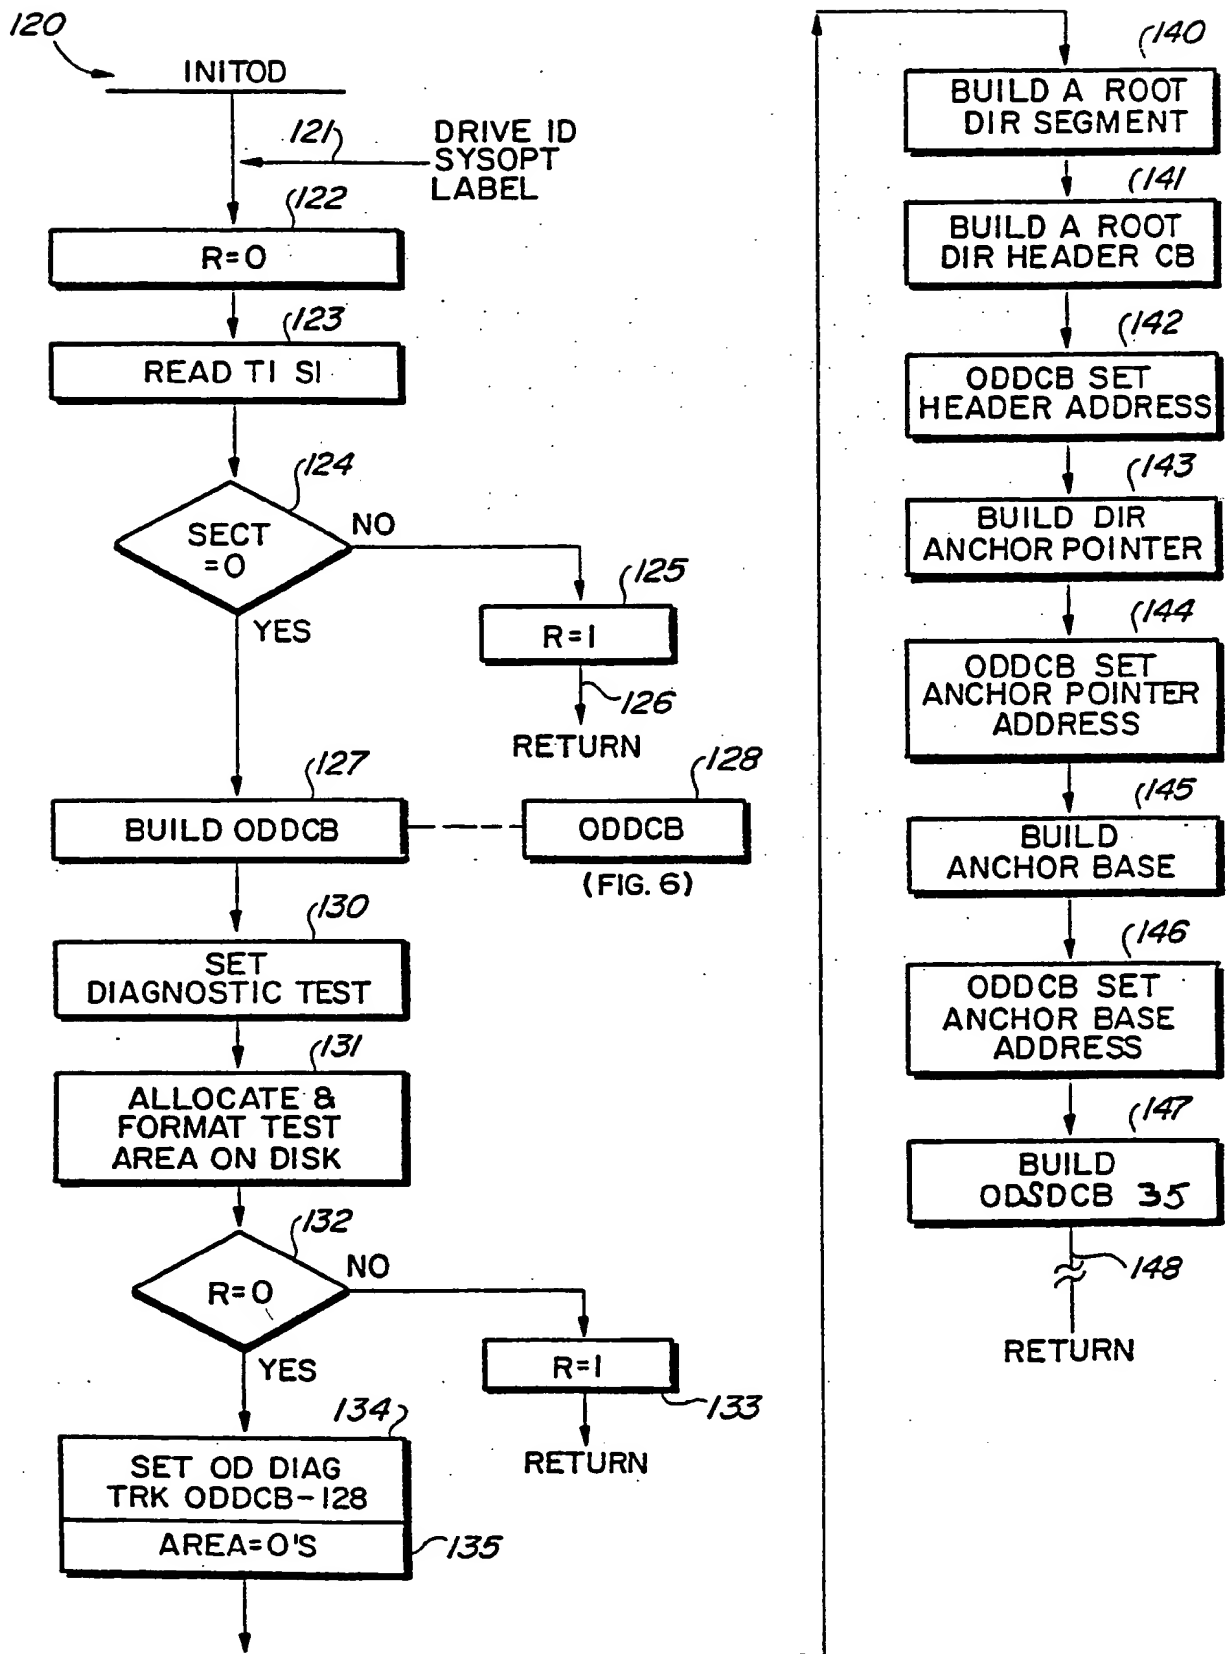 120
INITOD
121
DRIVE ID
SYSOPT
LABEL
122
R=0
123
READ T1 S1
124
SECT
=0
NO
YES
125
R=1
126
RETURN
127
BUILD ODDCB
128
ODDCB
(FIG. 6)
130
SET
DIAGNOSTIC TEST
131
ALLOCATE &
FORMAT TEST
AREA ON DISK
132
R=0
NO
YES
R=1
133
RETURN
134
SET OD DIAG
TRK ODDCB-128
AREA=0'S
135
140
BUILD A ROOT
DIR SEGMENT
141
BUILD A ROOT
DIR HEADER CB
142
ODDCB SET
HEADER ADDRESS
143
BUILD DIR
ANCHOR POINTER
144
ODDCB SET
ANCHOR POINTER
ADDRESS
145
BUILD
ANCHOR BASE
146
ODDCB SET
ANCHOR BASE
ADDRESS
147
BUILD
ODSDCB 35
148
RETURN